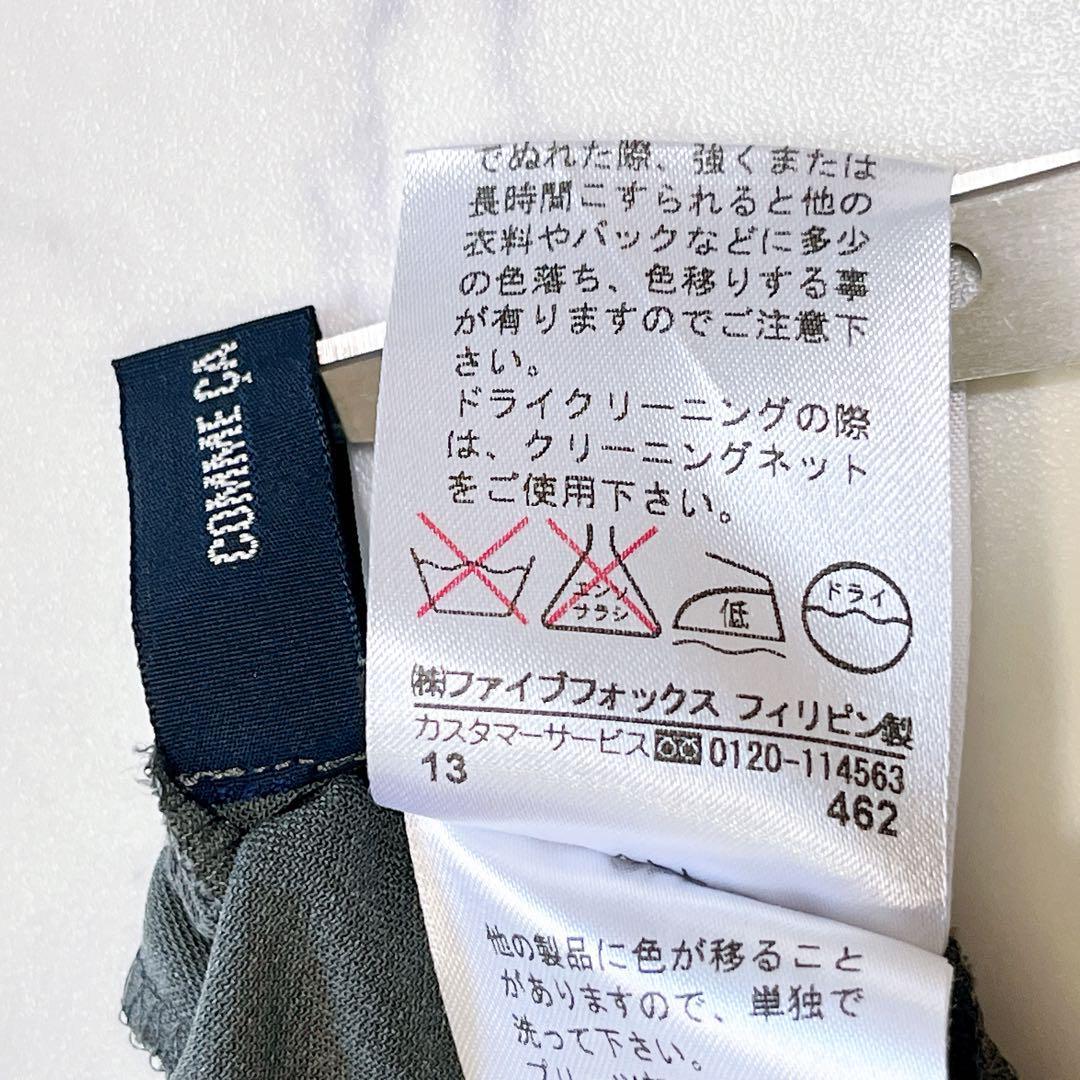 COMME CA
でぬれた際、強くまたは
長時間こすられると他の
衣料やバックなどに多少
の色落ち、色移りする事
が有りますのでご注意下
さい。
ドライクリーニングの際
は、クリーニングネット
をご使用下さい。
エンソ
サラシ
低
ドライ
㈱ファイブフォックス フィリピン製
カスタマーサービス 0120-114563
13
462
他の製品に色が移ること
がありますので、単独で
洗って下さい。